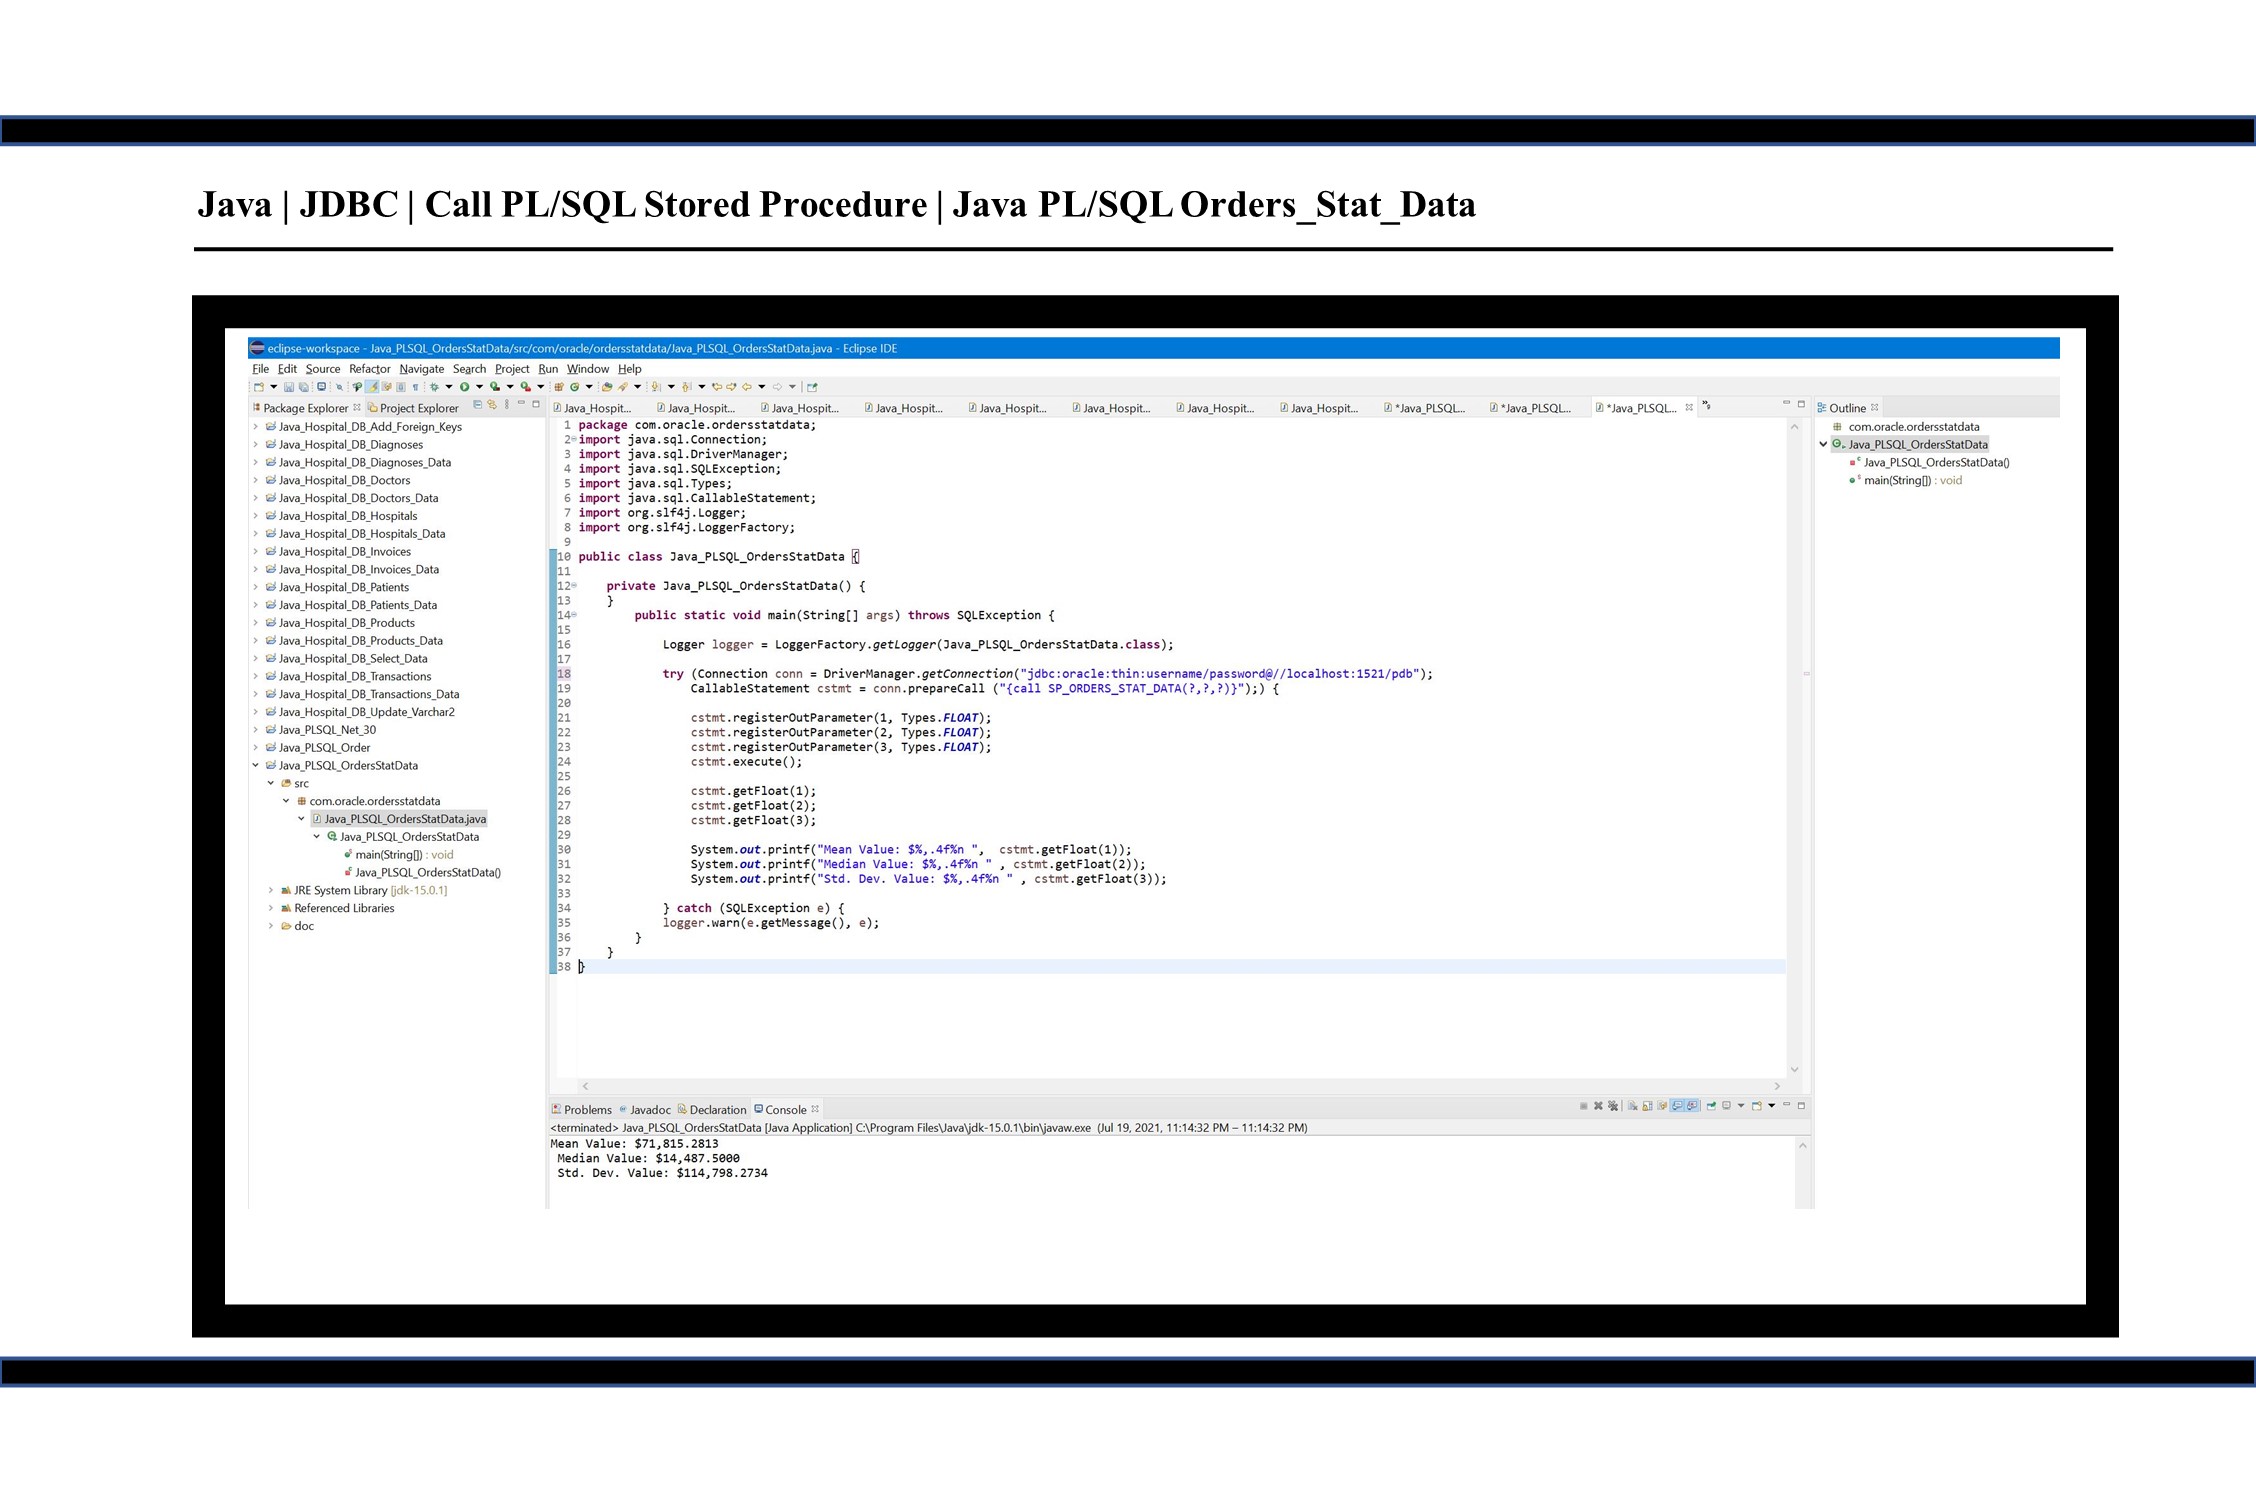 Java | JDBC | Call PL/SQL Stored Procedure | Java PL/SQL Orders_Stat_Data
eclipse-workspace - Java_PLSQL_OrdersStatData/src/com/oracle/ordersstatdata/Java_PLSQL_OrdersStatData.java - Eclipse IDE
File Edit Source Refactor Navigate Search Project Run Window Help
Package Explorer Project Explorer
Java_Hospital_DB_Add_Foreign_Keys
Java_Hospital_DB_Diagnoses
Java_Hospital_DB_Diagnoses_Data
Java_Hospital_DB_Doctors
Java_Hospital_DB_Doctors_Data
Java_Hospital_DB_Hospitals
Java_Hospital_DB_Hospitals_Data
Java_Hospital_DB_Invoices
Java_Hospital_DB_Invoices_Data
Java_Hospital_DB_Patients
Java_Hospital_DB_Patients_Data
Java_Hospital_DB_Products
Java_Hospital_DB_Products_Data
Java_Hospital_DB_Select_Data
Java_Hospital_DB_Transactions
Java_Hospital_DB_Transactions_Data
Java_Hospital_DB_Update_Varchar2
Java_PLSQL_Net_30
Java_PLSQL_Order
Java_PLSQL_OrdersStatData
src
com.oracle.ordersstatdata
Java_PLSQL_OrdersStatData.java
Java_PLSQL_OrdersStatData
main(String[]) : void
Java_PLSQL_OrdersStatData()
JRE System Library [jdk-15.0.1]
Referenced Libraries
doc
Java_Hospit... Java_Hospit... Java_Hospit... Java_Hospit... Java_Hospit... Java_Hospit... Java_Hospit... Java_Hospit... *Java_PLSQL... *Java_PLSQL... *Java_PLSQL... »9
1 package com.oracle.ordersstatdata;
2 import java.sql.Connection;
3 import java.sql.DriverManager;
4 import java.sql.SQLException;
5 import java.sql.Types;
6 import java.sql.CallableStatement;
7 import org.slf4j.Logger;
8 import org.slf4j.LoggerFactory;
9
10 public class Java_PLSQL_OrdersStatData {
11
12 private Java_PLSQL_OrdersStatData() {
13 }
14 public static void main(String[] args) throws SQLException {
15
16 Logger logger = LoggerFactory.getLogger(Java_PLSQL_OrdersStatData.class);
17
18 try (Connection conn = DriverManager.getConnection("jdbc:oracle:thin:username/password@//localhost:1521/pdb");
19 CallableStatement cstmt = conn.prepareCall ("{call SP_ORDERS_STAT_DATA(?,?,?)}");) {
20
21 cstmt.registerOutParameter(1, Types.FLOAT);
22 cstmt.registerOutParameter(2, Types.FLOAT);
23 cstmt.registerOutParameter(3, Types.FLOAT);
24 cstmt.execute();
25
26 cstmt.getFloat(1);
27 cstmt.getFloat(2);
28 cstmt.getFloat(3);
29
30 System.out.printf("Mean Value: $%,.4f%n ", cstmt.getFloat(1));
31 System.out.printf("Median Value: $%,.4f%n " , cstmt.getFloat(2));
32 System.out.printf("Std. Dev. Value: $%,.4f%n " , cstmt.getFloat(3));
33
34 } catch (SQLException e) {
35 logger.warn(e.getMessage(), e);
36 }
37 }
38 }
Outline
com.oracle.ordersstatdata
Java_PLSQL_OrdersStatData
Java_PLSQL_OrdersStatData()
main(String[]) : void
Problems Javadoc Declaration Console
<terminated> Java_PLSQL_OrdersStatData [Java Application] C:\Program Files\Java\jdk-15.0.1\bin\javaw.exe (Jul 19, 2021, 11:14:32 PM – 11:14:32 PM)
Mean Value: $71,815.2813
Median Value: $14,487.5000
Std. Dev. Value: $114,798.2734